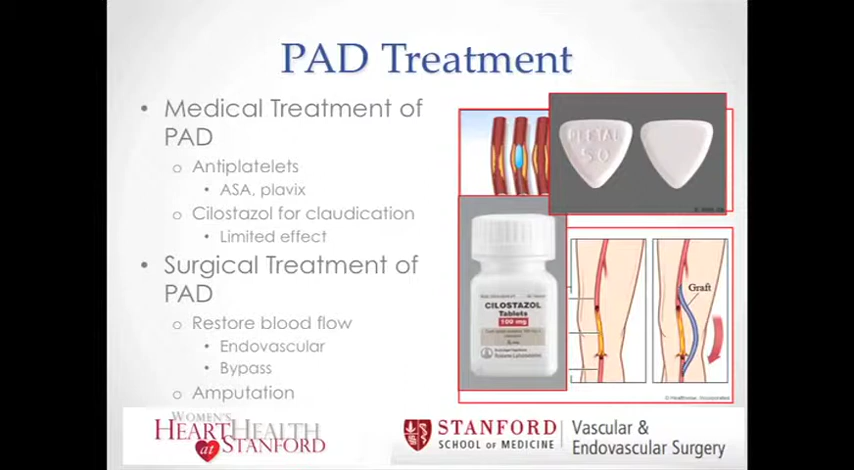 PAD Treatment
• Medical Treatment of
PAD
o Antiplatelets
• ASA, plavix
o Cilostazol for claudication
• Limited effect
• Surgical Treatment of
PAD
o Restore blood flow
• Endovascular
• Bypass
o Amputation
PLETAL
50
CILOSTAZOL
Tablets
100 mg
Graft
WOMEN'S
HEART HEALTH
at STANFORD
STANFORD
SCHOOL OF MEDICINE
Vascular &
Endovascular Surgery